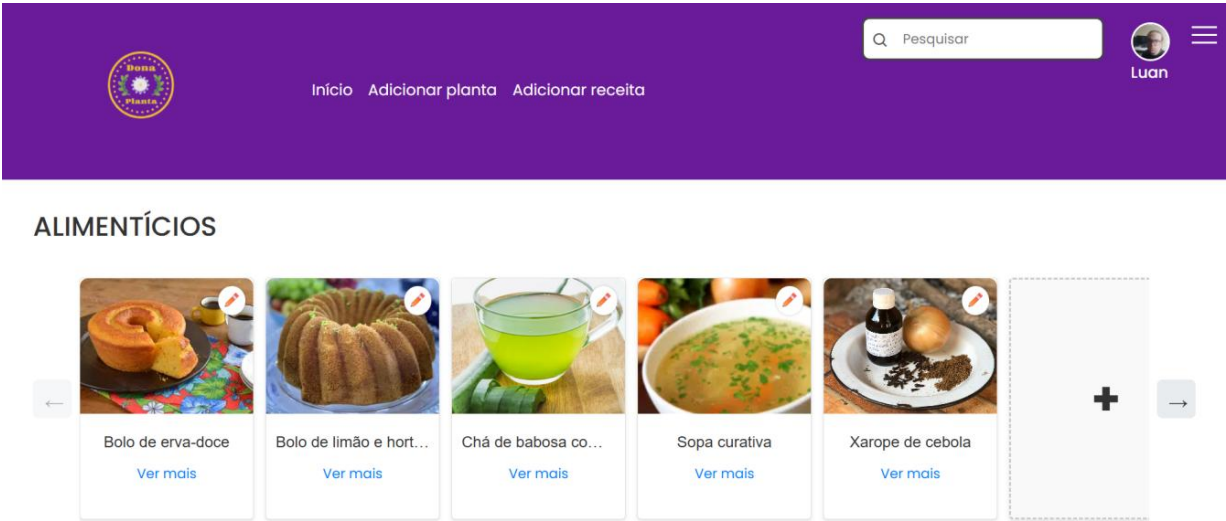 Pesquisar
Dona
Planta
Início Adicionar planta Adicionar receita
Luan
ALIMENTÍCIOS
Bolo de erva-doce
Bolo de limão e hort...
Chá de babosa co...
Sopa curativa
Xarope de cebola
Ver mais
Ver mais
Ver mais
Ver mais
Ver mais